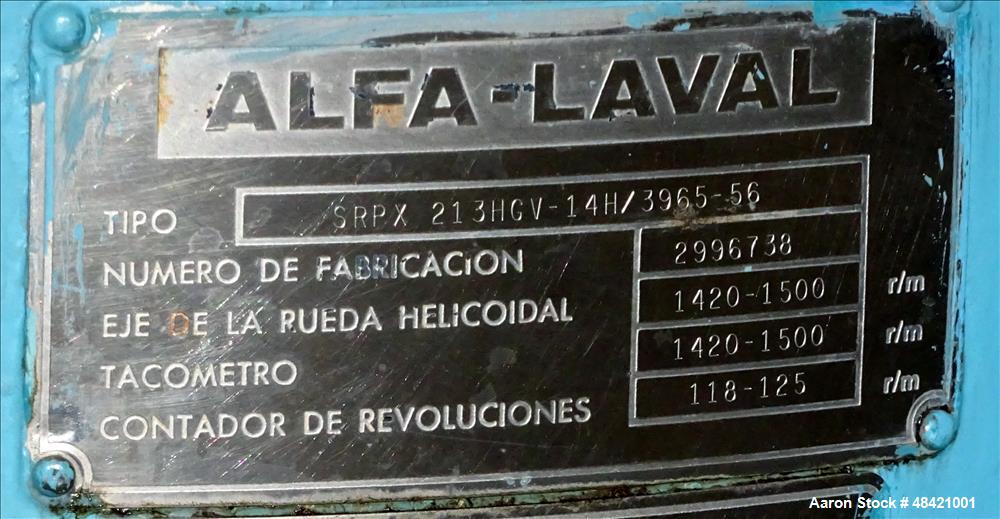 ALFA-LAVAL
TIPO SRPX 213HGV-14H/3965-56
NUMERO DE FABRICACION 2996738
EJE DE LA RUEDA HELICOIDAL 1420-1500 r/m
TACOMETRO 1420-1500 r/m
CONTADOR DE REVOLUCIONES 118-125 r/m
Aaron Stock # 48421001